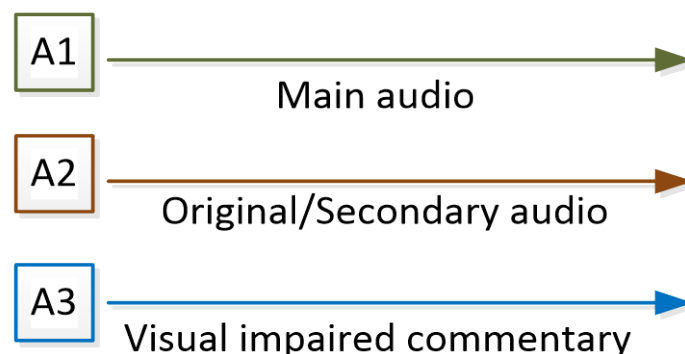 A1
Main audio
A2
Original/Secondary audio
A3
Visual impaired commentary